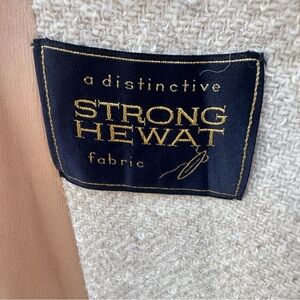 a distinctive
STRONG
HEWAT
fabric